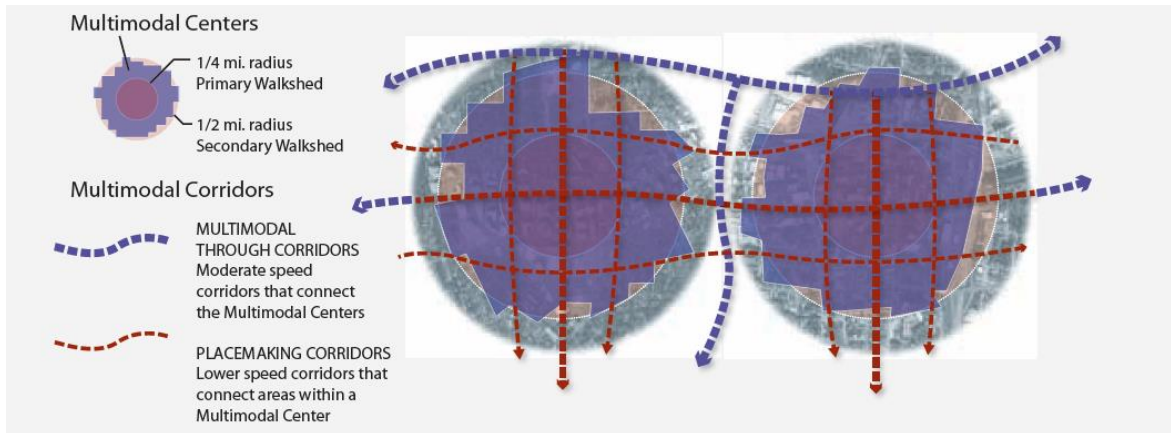 Multimodal Centers
1/4 mi. radius
Primary Walkshed
1/2 mi. radius
Secondary Walkshed
Multimodal Corridors
MULTIMODAL
THROUGH CORRIDORS
Moderate speed
corridors that connect
the Multimodal Centers
PLACEMAKING CORRIDORS
Lower speed corridors that
connect areas within a
Multimodal Center